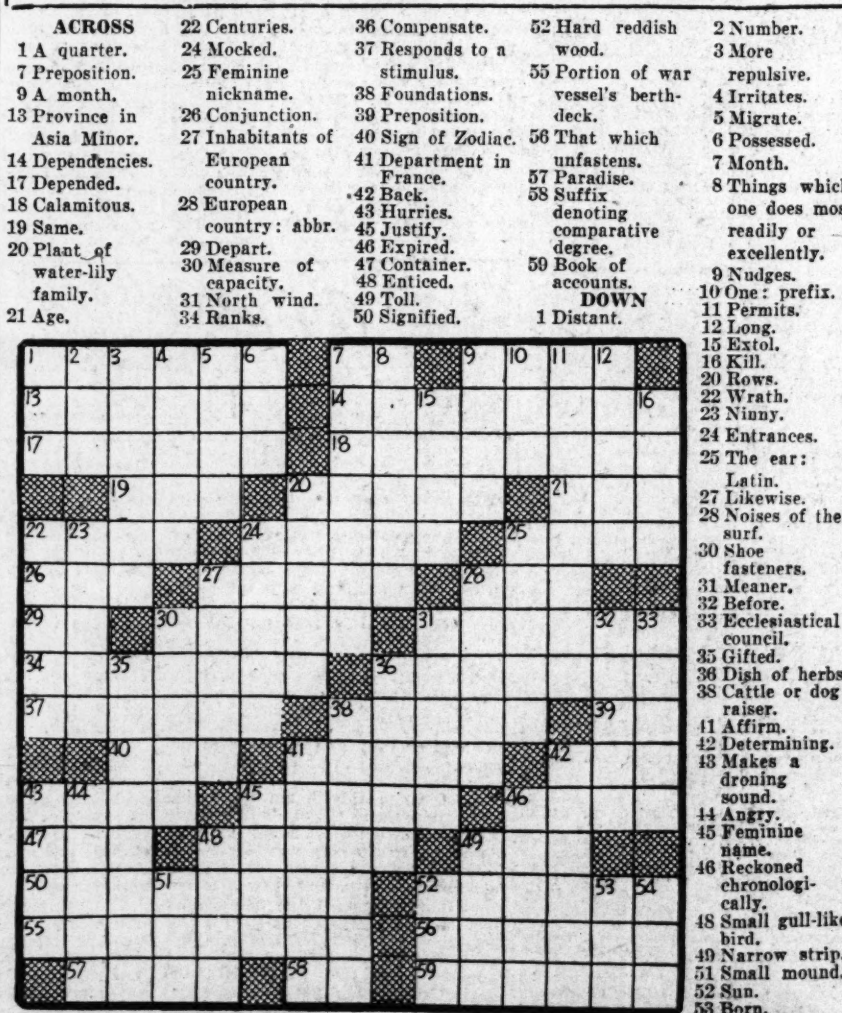 ACROSS
1 A quarter.
7 Preposition.
9 A month.
13 Province in
Asia Minor.
14 Dependencies.
17 Depended.
18 Calamitous.
19 Same.
20 Plant of
water-lily
family.
21 Age.
22 Centuries.
24 Mocked.
25 Feminine
nickname.
26 Conjunction.
27 Inhabitants of
European
country.
28 European
country: abbr.
29 Depart.
30 Measure of
capacity.
31 North wind.
34 Ranks.
36 Compensate.
37 Responds to a
stimulus.
38 Foundations.
39 Preposition.
40 Sign of Zodiac.
41 Department in
France.
42 Back.
43 Hurries.
45 Justify.
46 Expired.
47 Container.
48 Enticed.
49 Toll.
50 Signified.
52 Hard reddish
wood.
55 Portion of war
vessel's berth-
deck.
56 That which
unfastens.
57 Paradise.
58 Suffix
denoting
comparative
degree.
59 Book of
accounts.
DOWN
1 Distant.
2 Number.
3 More
repulsive.
4 Irritates.
5 Migrate.
6 Possessed.
7 Month.
8 Things which
one does mos
readily or
excellently.
9 Nudges.
10 One: prefix.
11 Permits.
12 Long.
15 Extol.
16 Kill.
20 Rows.
22 Wrath.
23 Ninny.
24 Entrances.
25 The ear:
Latin.
27 Likewise.
28 Noises of the
surf.
30 Shoe
fasteners.
31 Meaner.
32 Before.
33 Ecclesiastical
council.
35 Gifted.
36 Dish of herbs
38 Cattle or dog
raiser.
41 Affirm.
42 Determining.
43 Makes a
droning
sound.
44 Angry.
45 Feminine
name.
46 Reckoned
chronologi-
cally.
48 Small gull-like
bird.
49 Narrow strip.
51 Small mound.
52 Sun.
53 Born.
1 2 3 4 5 6 7 8 9 10 11 12
13 14 15 16
17 18
19 20 21
22 23 24 25
26 27 28
29 30 31 32 33
34 35 36
37 38 39
40 41 42
43 44 45 46
47 48 49
50 51 52 53 54
55 56
57 58 59